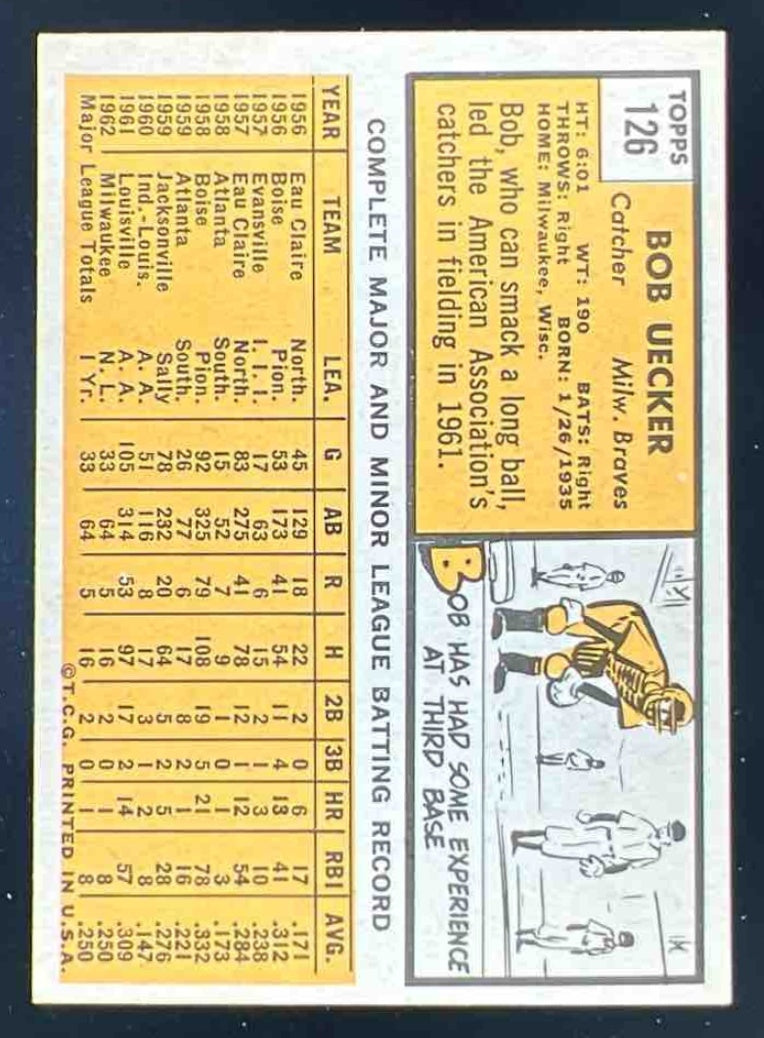 TOPPS
126
BOB UECKER
Catcher Milw. Braves
HT: 6:01 WT: 190 BATS: Right
THROWS: Right BORN: 1/26/1935
HOME: Milwaukee, Wisc.
Bob, who can smack a long ball,
led the American Association's
catchers in fielding in 1961.
BOB HAS HAD SOME EXPERIENCE
AT THIRD BASE
COMPLETE MAJOR AND MINOR LEAGUE BATTING RECORD
YEAR TEAM LEA. G AB R H 2B 3B HR RBI AVG.
1956 Eau Claire North. 45 129 18 22 2 0 6 17 .171
1956 Boise Pion. 53 173 41 54 11 4 13 41 .312
1957 Evansville I. I. I. 17 63 6 15 2 1 3 10 .238
1957 Eau Claire North. 83 275 41 78 12 1 12 54 .284
1958 Atlanta South. 15 52 7 9 1 0 1 3 .173
1958 Boise Pion. 92 325 79 108 19 5 21 78 .332
1959 Atlanta South. 26 77 6 17 8 2 1 16 .221
1959 Jacksonville Sally 78 232 20 64 5 2 5 28 .276
1960 Ind.-Louis. A. A. 51 116 8 17 3 1 2 8 .147
1961 Louisville A. A. 105 314 53 97 17 2 14 57 .309
1962 Milwaukee N. L. 33 64 5 16 2 0 1 8 .250
Major League Totals 1 Yr. 33 64 5 16 2 0 1 8 .250
©T.C.G. PRINTED IN U.S.A.